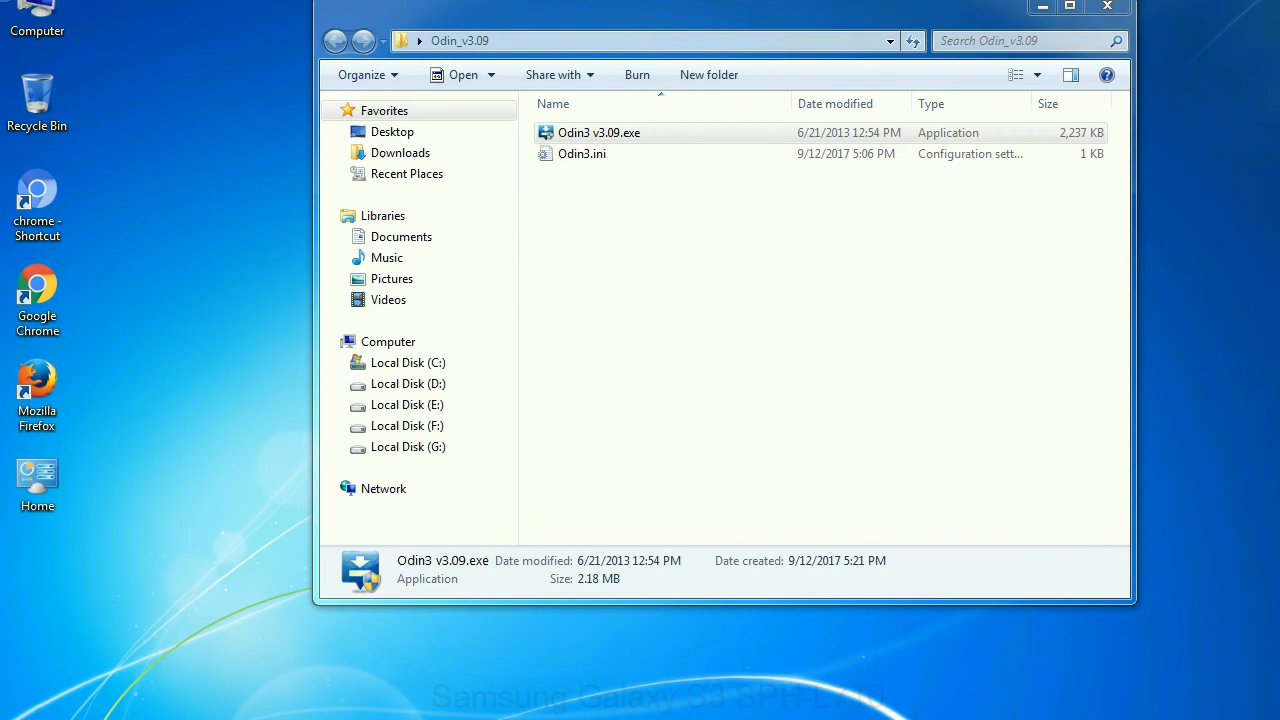 Computer
Recycle Bin
chrome -
Shortcut
Google
Chrome
Mozilla
Firefox
Home
Odin_v3.09
Search Odin_v3.09
Organize
Open
Share with
Burn
New folder
Favorites
Desktop
Downloads
Recent Places
Libraries
Documents
Music
Pictures
Videos
Computer
Local Disk (C:)
Local Disk (D:)
Local Disk (E:)
Local Disk (F:)
Local Disk (G:)
Network
Name Date modified Type Size
Odin3 v3.09.exe 6/21/2013 12:54 PM Application 2,237 KB
Odin3.ini 9/12/2017 5:06 PM Configuration sett... 1 KB
Odin3 v3.09.exe Date modified: 6/21/2013 12:54 PM Date created: 9/12/2017 5:21 PM
Application Size: 2.18 MB
Samsung Galaxy S3 SPH-L710